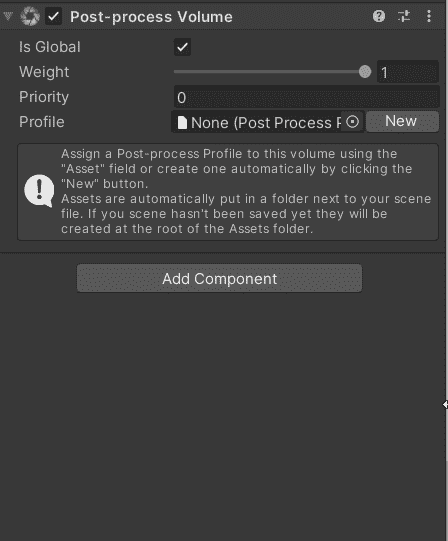 Post-process Volume
Is Global
Weight 1
Priority 0
Profile None (Post Process P New
Assign a Post-process Profile to this volume using the
"Asset" field or create one automatically by clicking the
"New" button.
Assets are automatically put in a folder next to your scene
file. If you scene hasn't been saved yet they will be
created at the root of the Assets folder.
Add Component